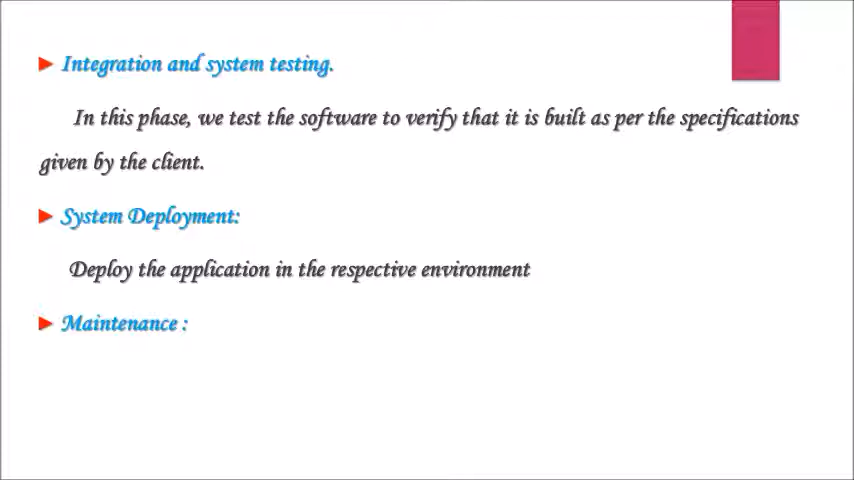 Integration and system testing.
In this phase, we test the software to verify that it is built as per the specifications
given by the client.
System Deployment:
Deploy the application in the respective environment
Maintenance :